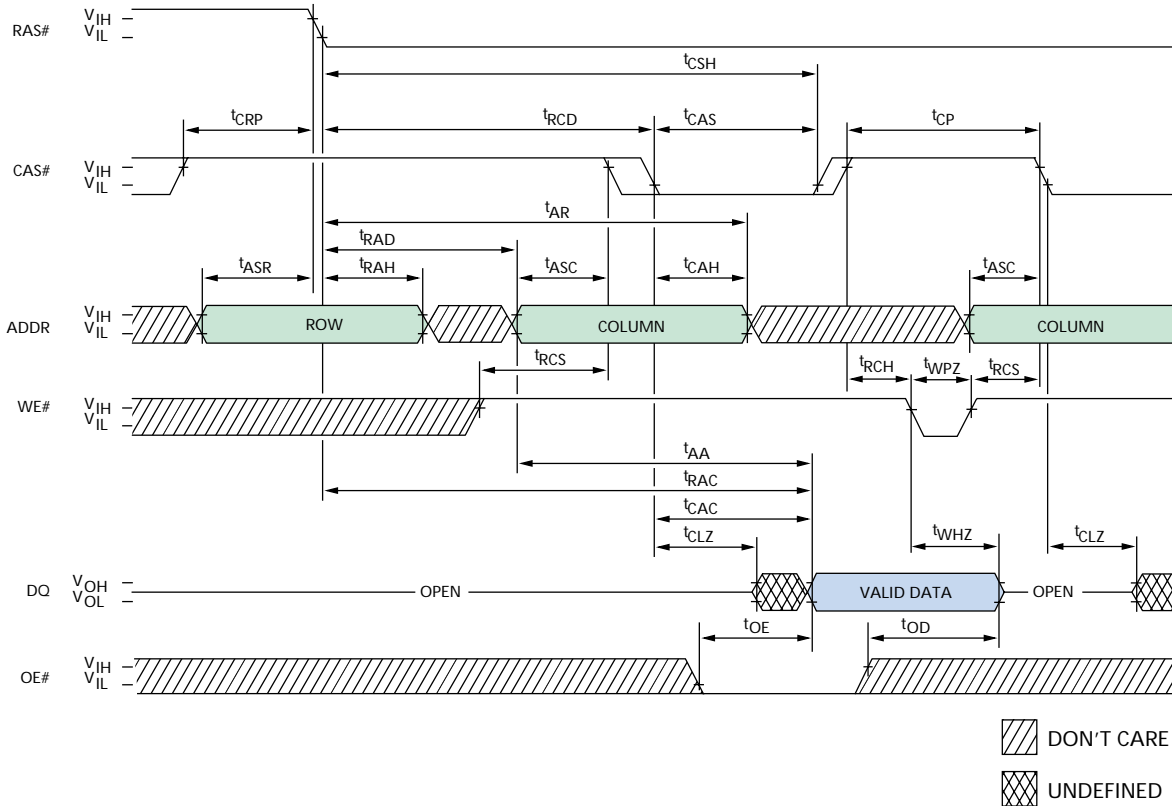 RAS# VIH
VIL
tCSH
tCRP tRCD tCAS tCP
CAS# VIH
VIL
tAR
tRAD
tASR tRAH tASC tCAH tASC
ADDR VIH
VIL
ROW COLUMN COLUMN
tRCS tRCH tWPZ tRCS
WE# VIH
VIL
tAA
tRAC
tCAC
tCLZ tWHZ tCLZ
DQ VOH
VOL
OPEN VALID DATA OPEN
tOE tOD
OE# VIH
VIL
DON'T CARE
UNDEFINED